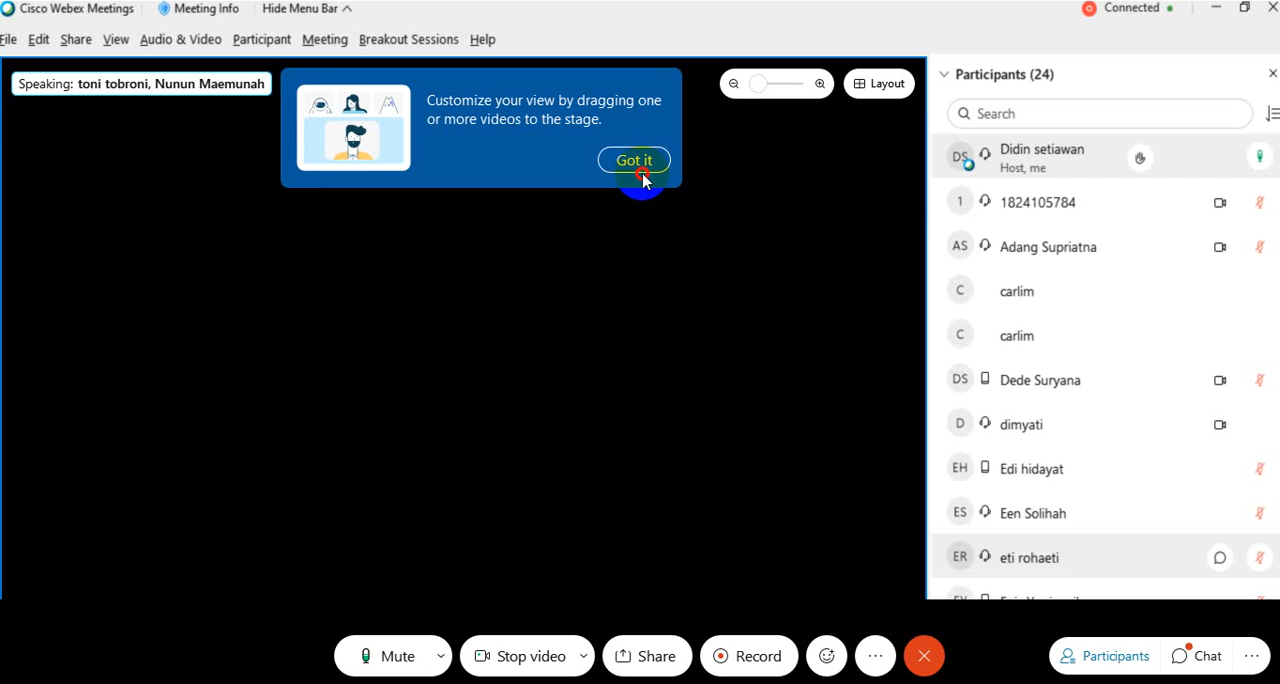 Cisco Webex Meetings Meeting Info Hide Menu Bar Connected
File Edit Share View Audio & Video Participant Meeting Breakout Sessions Help
Speaking: toni tobroni, Nunun Maemunah
Customize your view by dragging one
or more videos to the stage.
Got it
Layout
Participants (24)
Search
DS Didin setiawan
Host, me
1 1824105784
AS Adang Supriatna
C carlim
C carlim
DS Dede Suryana
D dimyati
EH Edi hidayat
ES Een Solihah
ER eti rohaeti
Mute Stop video Share Record Participants Chat